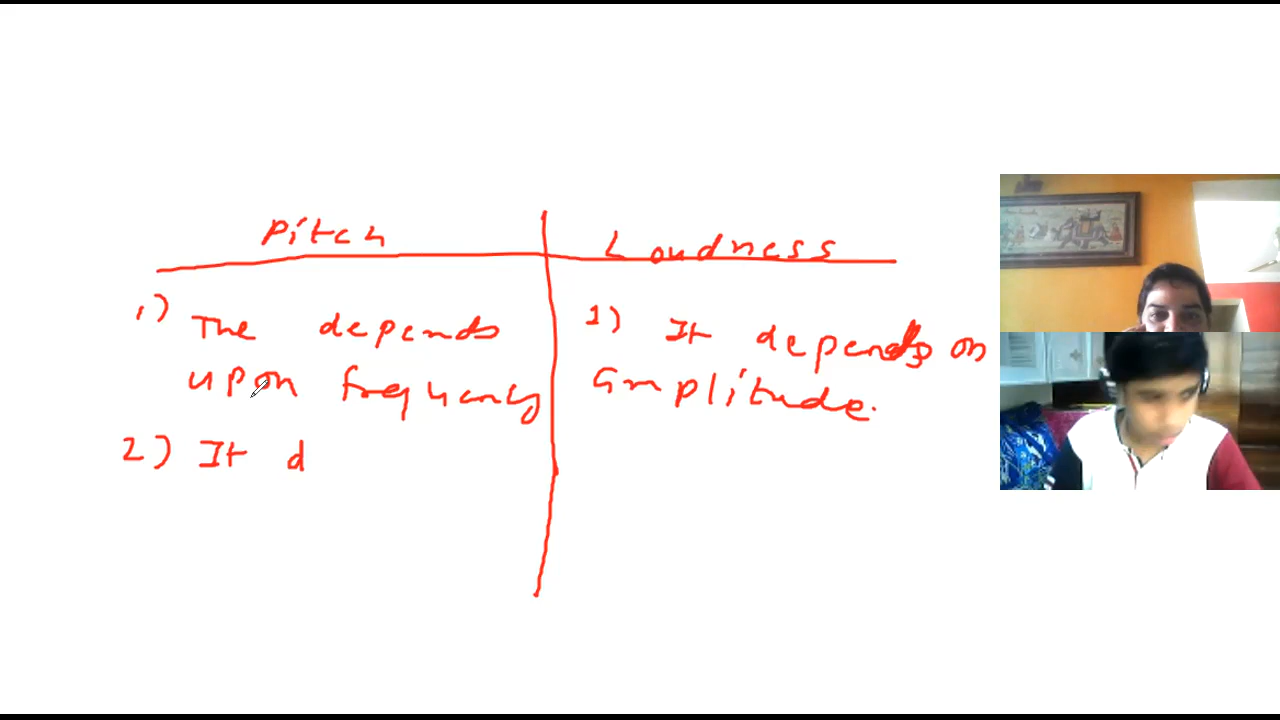 Pitch
Loudness
1) The depends
upon frequency
2) It d
1) It depends on
amplitude.